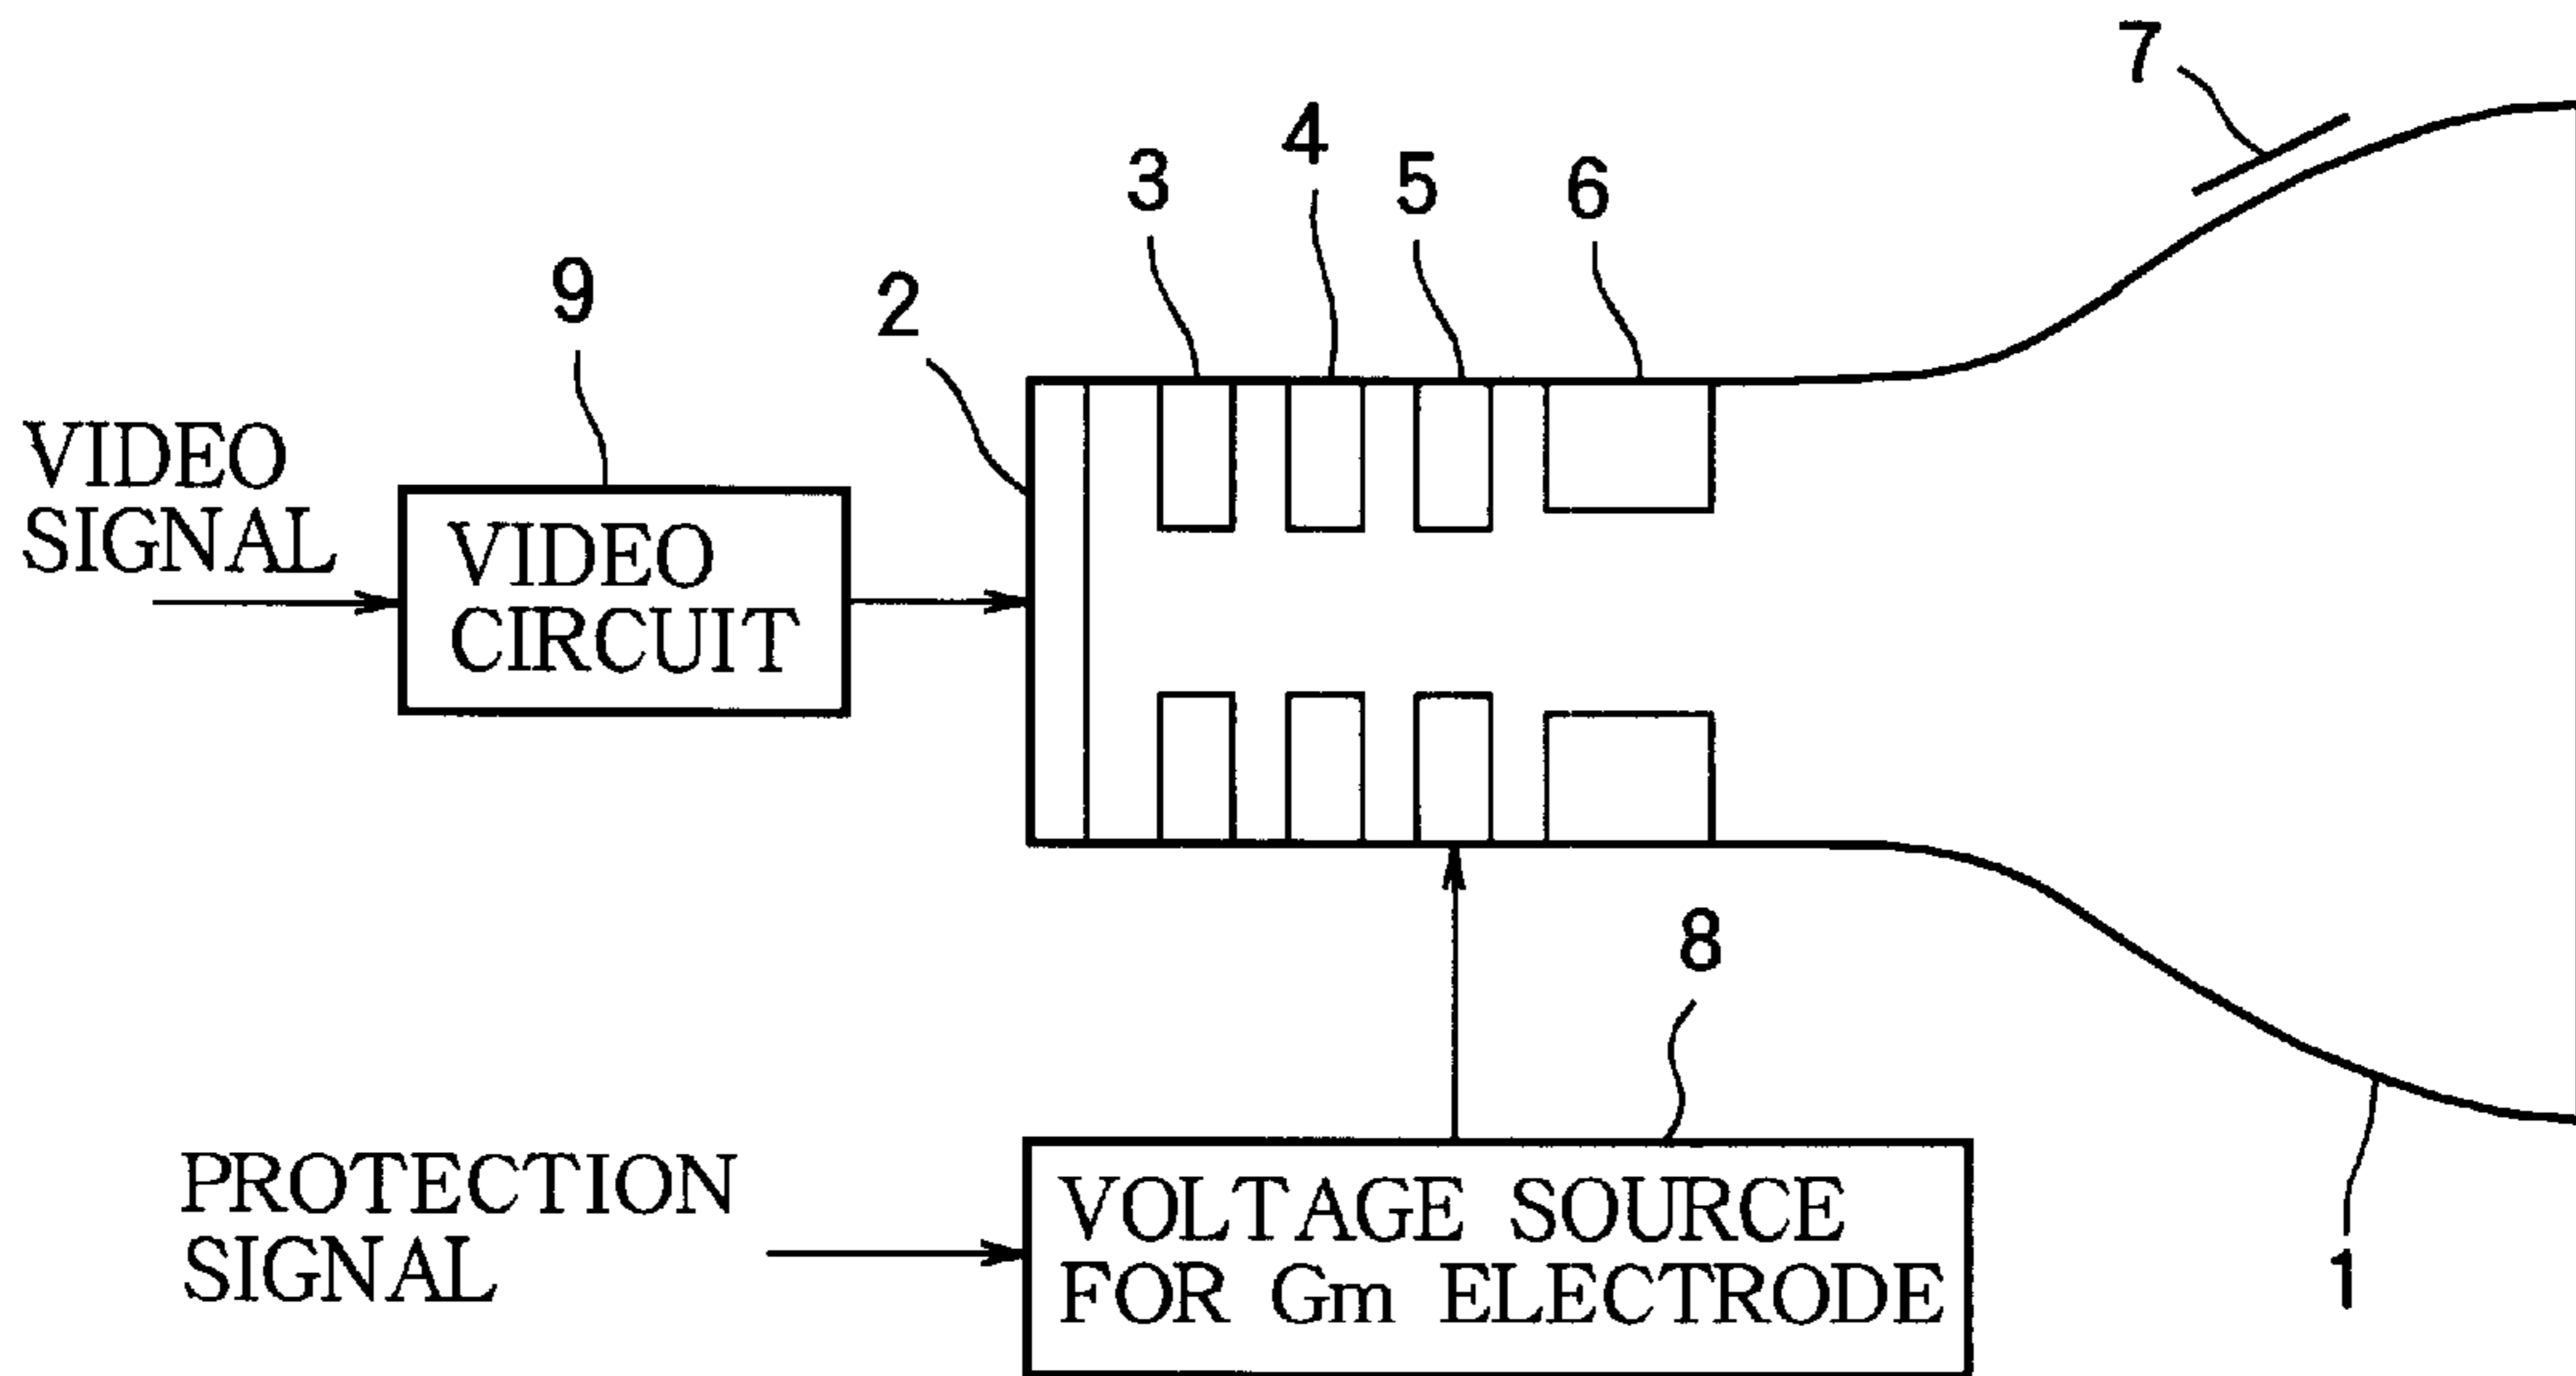 7
4
3
5
6
9
2
VIDEO
SIGNAL
VIDEO
CIRCUIT
8
PROTECTION
SIGNAL
VOLTAGE SOURCE
FOR Gm ELECTRODE
1